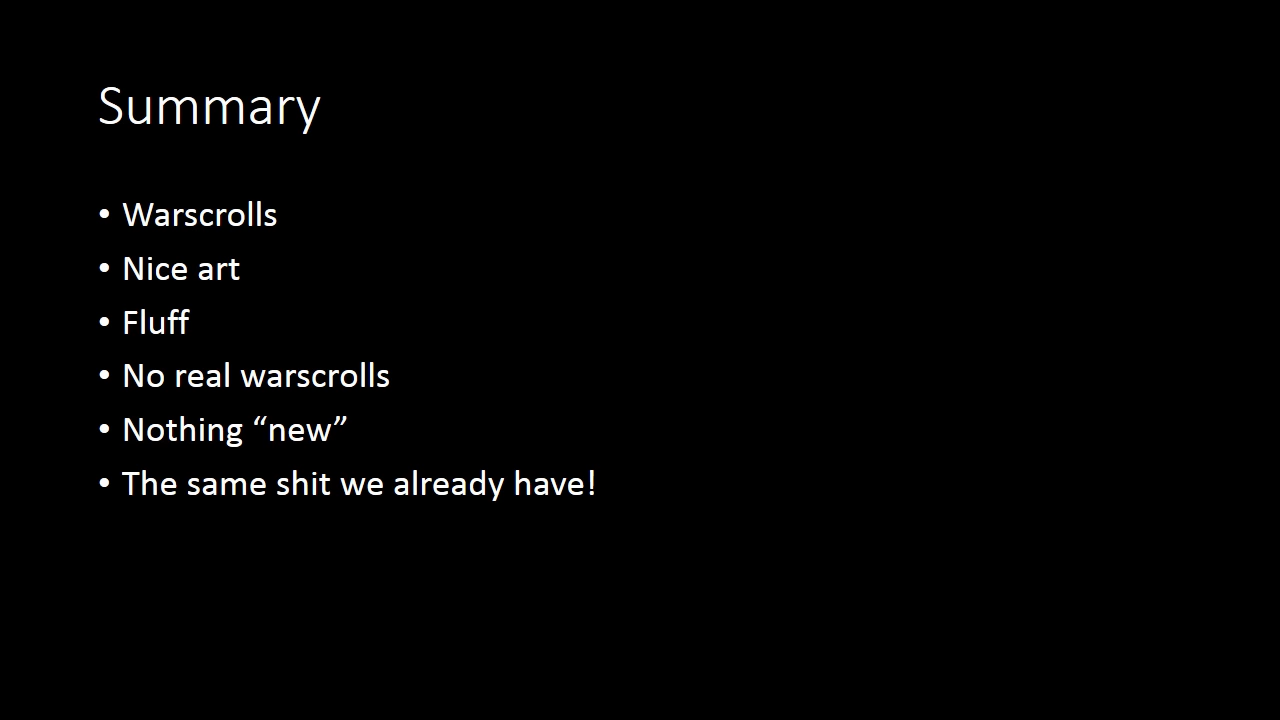 Summary
• Warscrolls
• Nice art
• Fluff
• No real warscrolls
• Nothing “new”
• The same shit we already have!